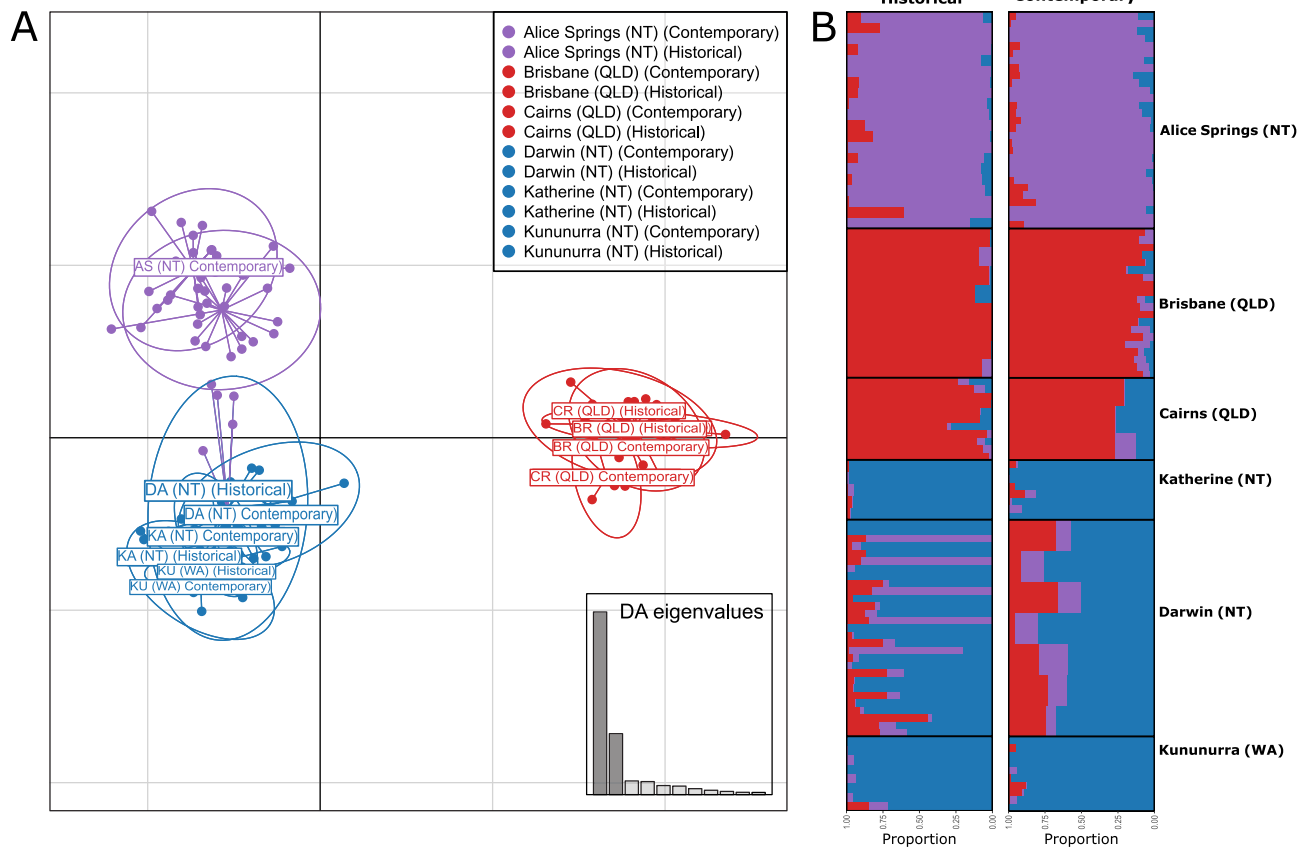 A
Alice Springs (NT) (Contemporary)
Alice Springs (NT) (Historical)
Brisbane (QLD) (Contemporary)
Brisbane (QLD) (Historical)
Cairns (QLD) (Contemporary)
Cairns (QLD) (Historical)
Darwin (NT) (Contemporary)
Darwin (NT) (Historical)
Katherine (NT) (Contemporary)
Katherine (NT) (Historical)
Kununurra (NT) (Contemporary)
Kununurra (NT) (Historical)
AS (NT) Contemporary)
CR (QLD) (Historical)
BR (QLD) (Historical)
BR (QLD) Contemporary)
CR (QLD) Contemporary)
DA (NT) (Historical)
DA (NT) Contemporary)
KA (NT) Contemporary)
KA (NT) (Historical)
KU (WA) (Historical)
KU (WA) Contemporary)
DA eigenvalues
B
Historical
Contemporary
Alice Springs (NT)
Brisbane (QLD)
Cairns (QLD)
Katherine (NT)
Darwin (NT)
Kununurra (WA)
1.00 0.75 0.50 0.25 0.00
1.00 0.75 0.50 0.25 0.00
Proportion
Proportion